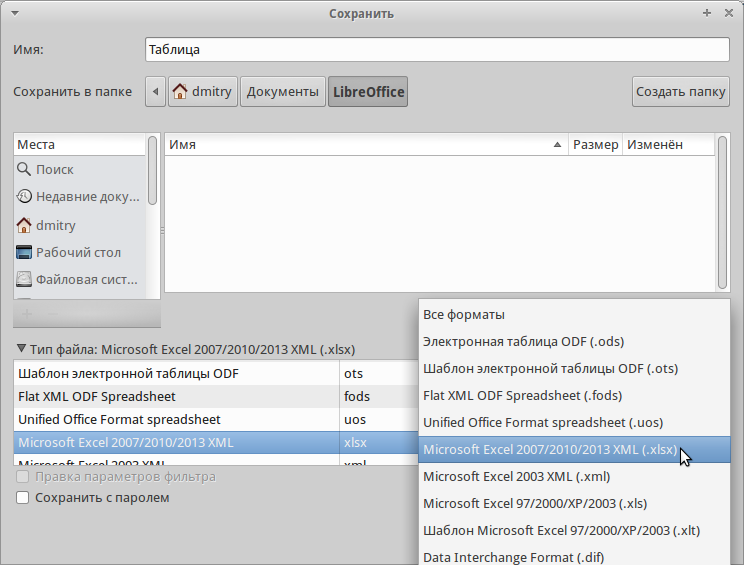 Сохранить
Имя:
Таблица
Сохранить в папке
dmitry
Документы
LibreOffice
Создать папку
Места
Имя
Размер
Изменён
Поиск
Недавние доку...
dmitry
Рабочий стол
Файловая сист...
Тип файла: Microsoft Excel 2007/2010/2013 XML (.xlsx)
Шаблон электронной таблицы ODF
ots
Flat XML ODF Spreadsheet
fods
Unified Office Format spreadsheet
uos
Microsoft Excel 2007/2010/2013 XML
xlsx
Microsoft Excel 2003 XML
xml
Правка параметров фильтра
Сохранить с паролем
Все форматы
Электронная таблица ODF (.ods)
Шаблон электронной таблицы ODF (.ots)
Flat XML ODF Spreadsheet (.fods)
Unified Office Format spreadsheet (.uos)
Microsoft Excel 2007/2010/2013 XML (.xlsx)
Microsoft Excel 2003 XML (.xml)
Microsoft Excel 97/2000/XP/2003 (.xls)
Шаблон Microsoft Excel 97/2000/XP/2003 (.xlt)
Data Interchange Format (.dif)